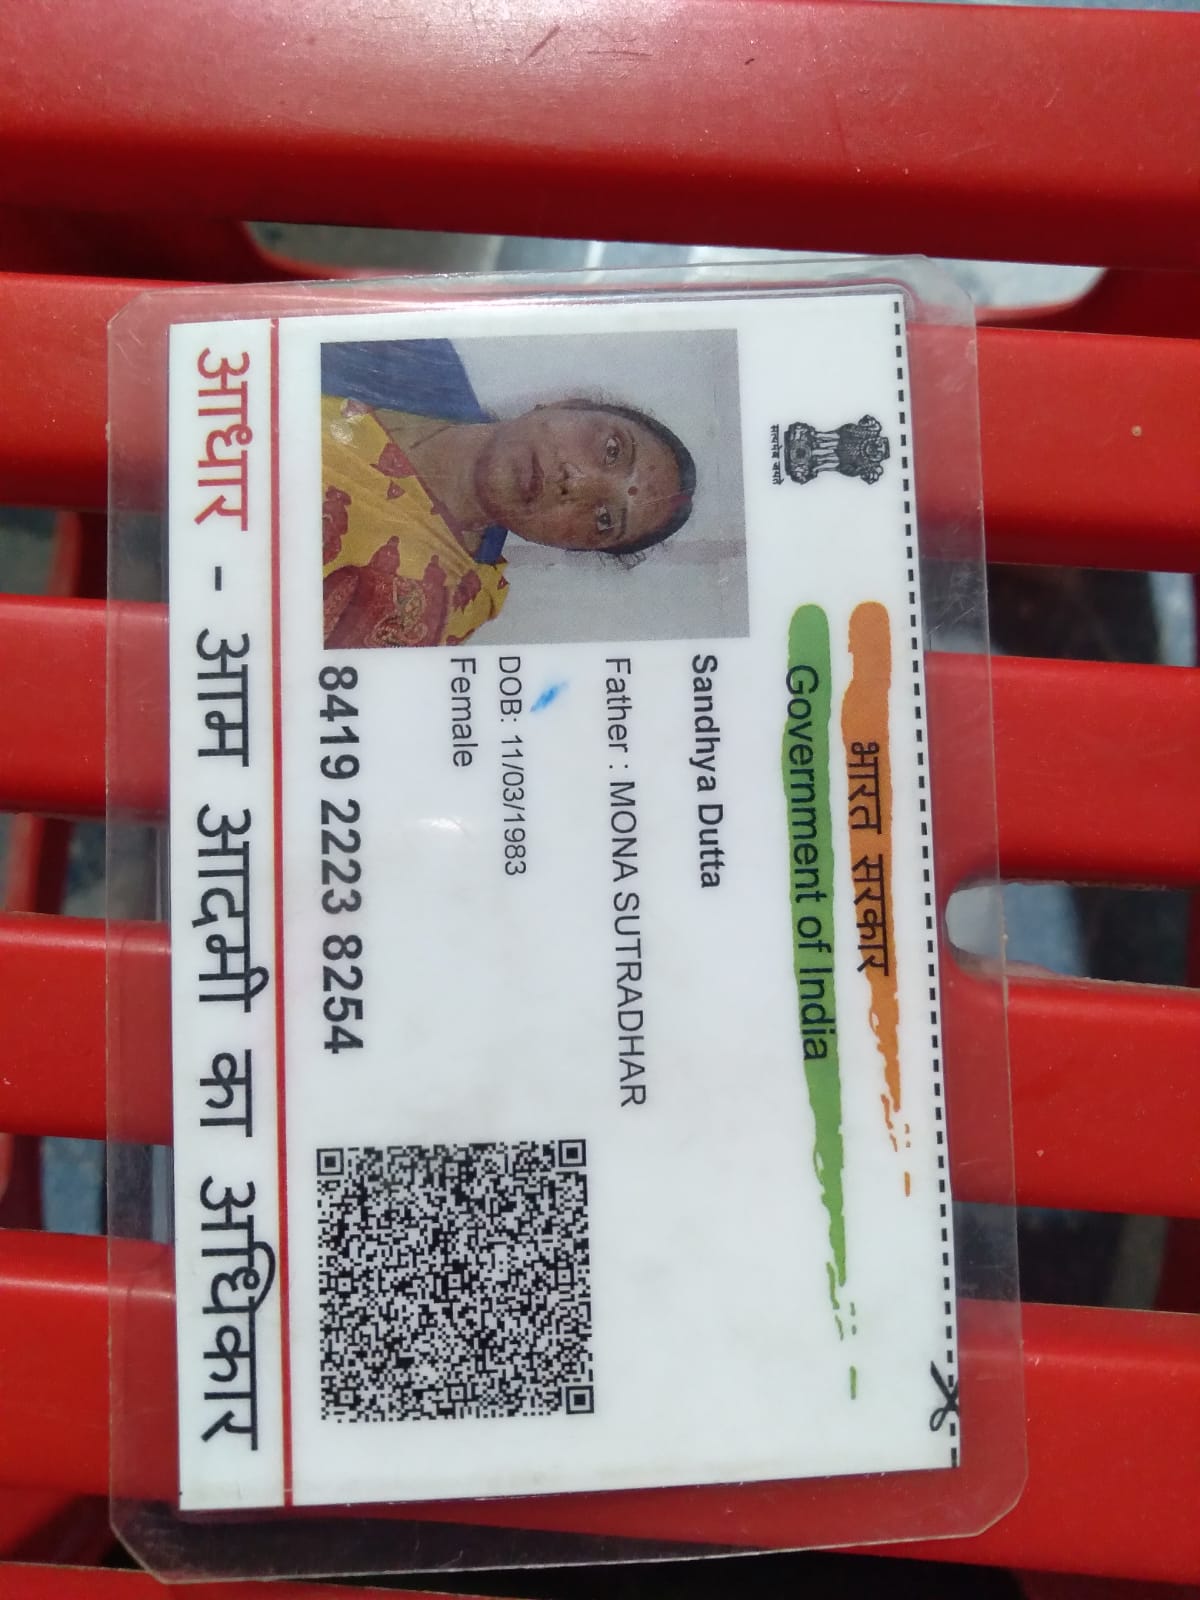 भारत सरकार
Government of India
सत्यमेव जयते
Sandhya Dutta
Father : MONA SUTRADHAR
DOB: 11/03/1983
Female
8419 2223 8254
आधार - आम आदमी का अधिकार